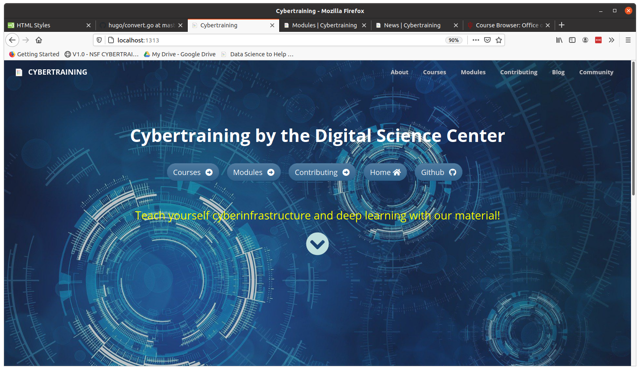 Cybertraining - Mozilla Firefox
HTML Styles
hugo/convert.go at mas
Cybertraining
Modules | Cybertraining
News | Cybertraining
Course Browser: Office
localhost:1313
90%
Getting Started
V1.0 - NSF CYBERTRAI...
My Drive - Google Drive
Data Science to Help ...
CYBERTRAINING
About
Courses
Modules
Contributing
Blog
Community
Cybertraining by the Digital Science Center
Courses
Modules
Contributing
Home
Github
Teach yourself cyberinfrastructure and deep learning with our material!